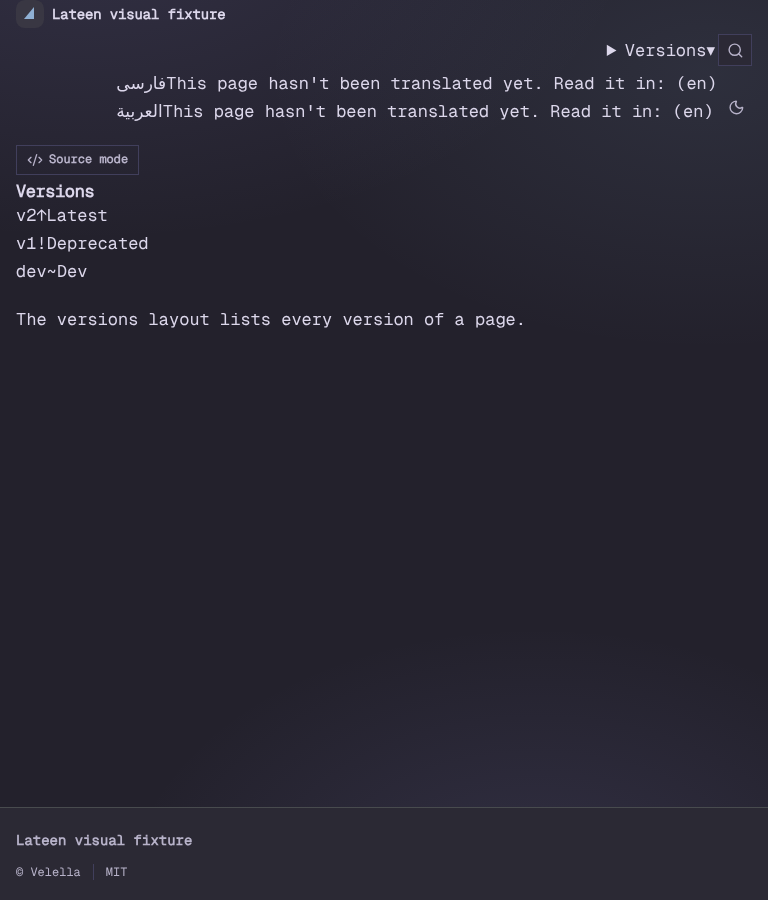 Lateen visual fixture
▶ Versions▾
فارسیThis page hasn't been translated yet. Read it in: (en)
العربيةThis page hasn't been translated yet. Read it in: (en)
Source mode
Versions
v2↑Latest
v1!Deprecated
dev~Dev
The versions layout lists every version of a page.
Lateen visual fixture
© Velella MIT